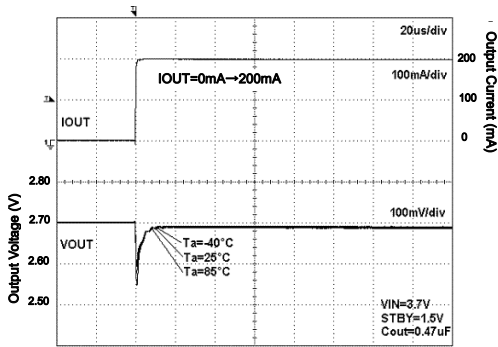 20us/div
Output Current (mA)
IOUT=0mA→200mA
100mA/div
200
100
0
IOUT
2.80
2.70
2.60
2.50
Output Voltage (V)
100mV/div
VOUT
Ta=-40°C
Ta=25°C
Ta=85°C
VIN=3.7V
STBY=1.5V
Cout=0.47uF